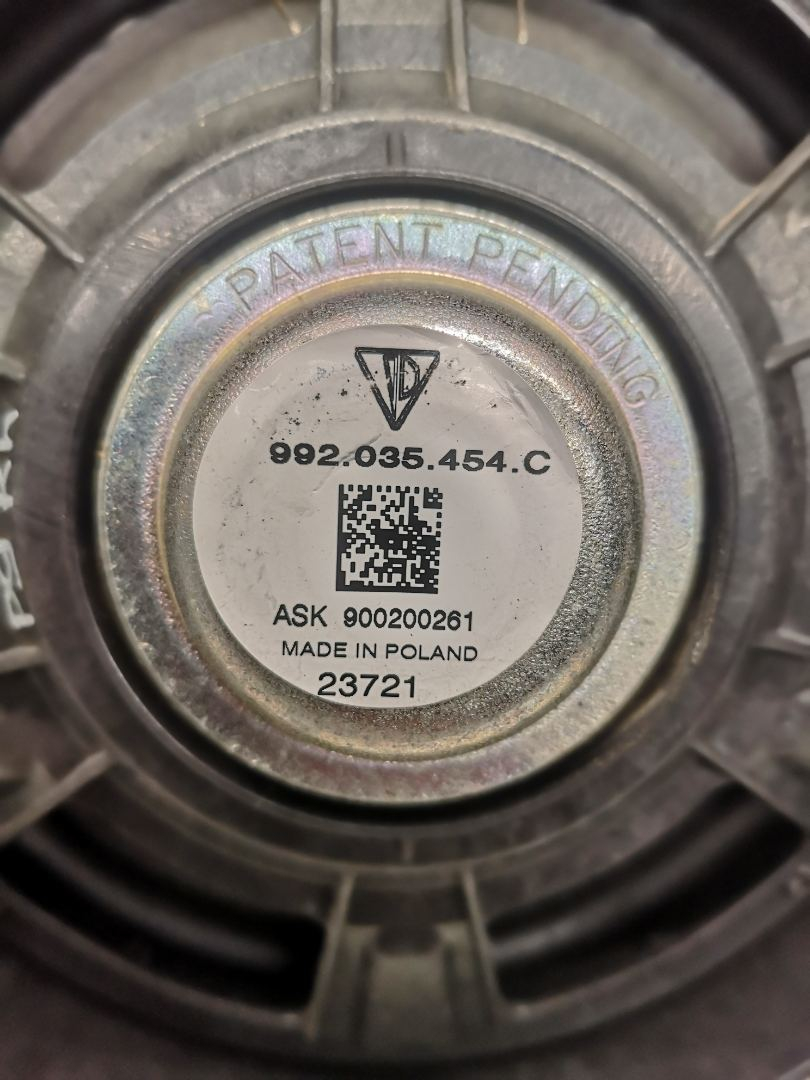 PATENT PENDING
992.035.454.C
ASK 900200261
MADE IN POLAND
23721